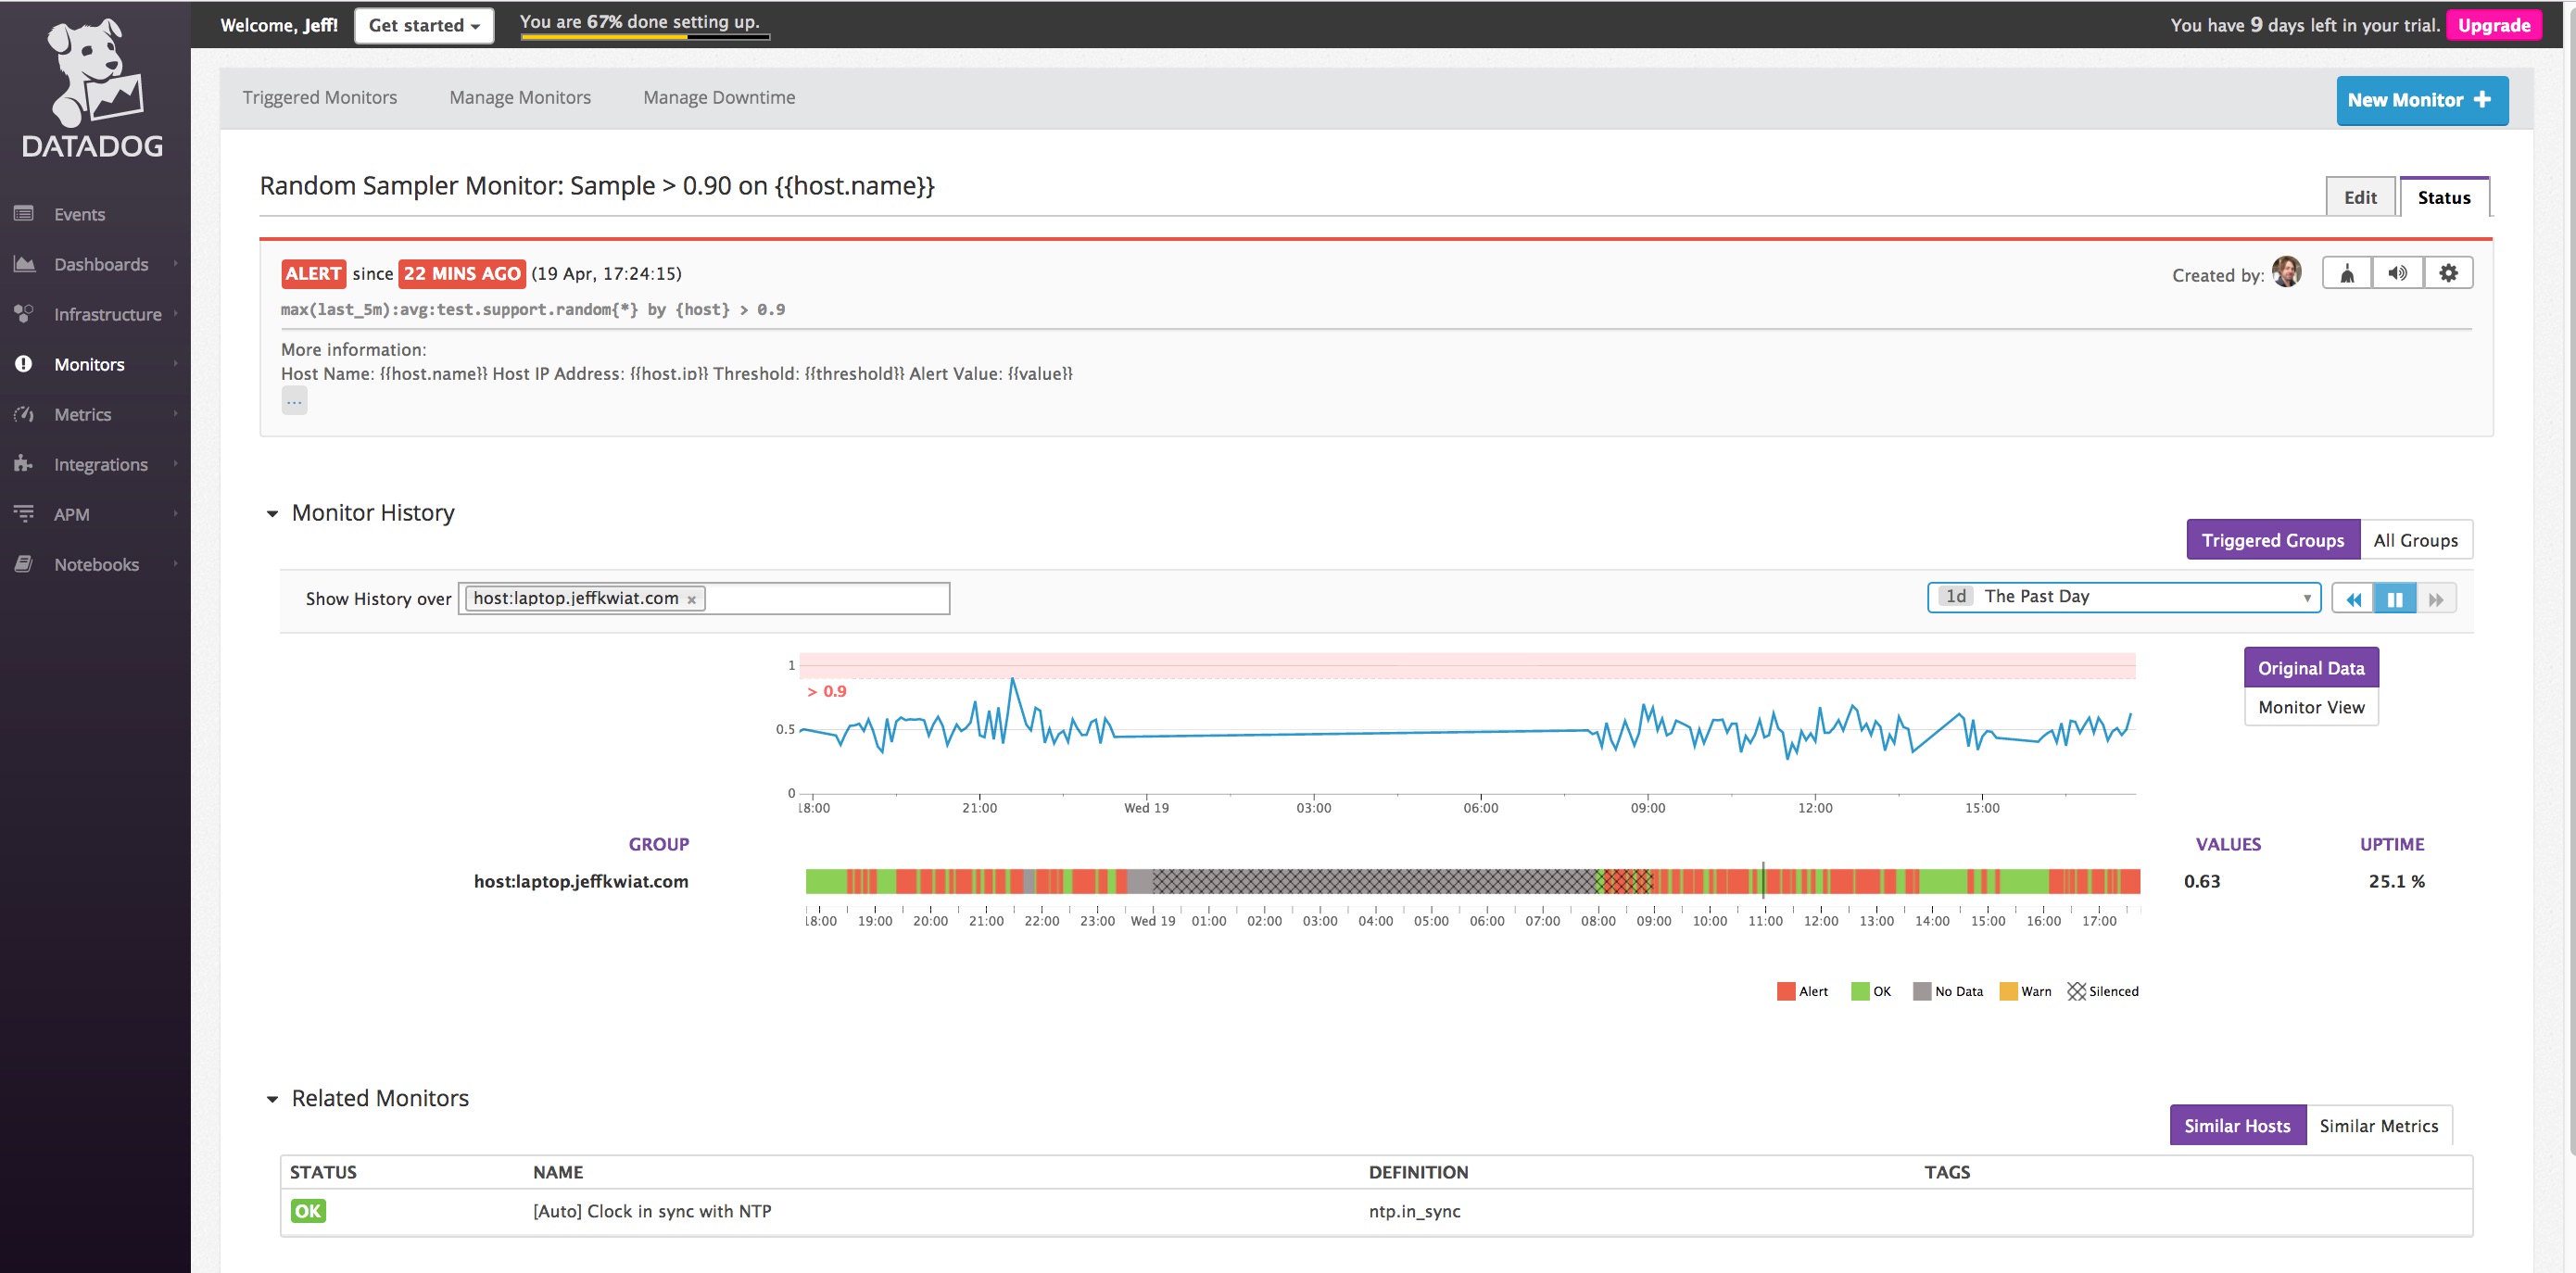 DATADOG
Welcome, Jeff!
Get started
You are 67% done setting up.
You have 9 days left in your trial.
Upgrade
Events
Dashboards
Infrastructure
Monitors
Metrics
Integrations
APM
Notebooks
Triggered Monitors
Manage Monitors
Manage Downtime
New Monitor +
Random Sampler Monitor: Sample > 0.90 on {{host.name}}
Edit
Status
ALERT since 22 MINS AGO (19 Apr, 17:24:15)
Created by:
max(last_5m):avg:test.support.random{*} by {host} > 0.9
More information:
Host Name: {{host.name}} Host IP Address: {{host.ip}} Threshold: {{threshold}} Alert Value: {{value}}
...
Monitor History
Triggered Groups
All Groups
Show History over
host:laptop.jeffkwiat.com ×
1d The Past Day
1
> 0.9
0.5
0
18:00 21:00 Wed 19 03:00 06:00 09:00 12:00 15:00
Original Data
Monitor View
GROUP
VALUES
UPTIME
host:laptop.jeffkwiat.com
0.63
25.1 %
18:00 19:00 20:00 21:00 22:00 23:00 Wed 19 01:00 02:00 03:00 04:00 05:00 06:00 07:00 08:00 09:00 10:00 11:00 12:00 13:00 14:00 15:00 16:00 17:00
Alert OK No Data Warn Silenced
Related Monitors
Similar Hosts
Similar Metrics
STATUS NAME DEFINITION TAGS
OK [Auto] Clock in sync with NTP ntp.in_sync